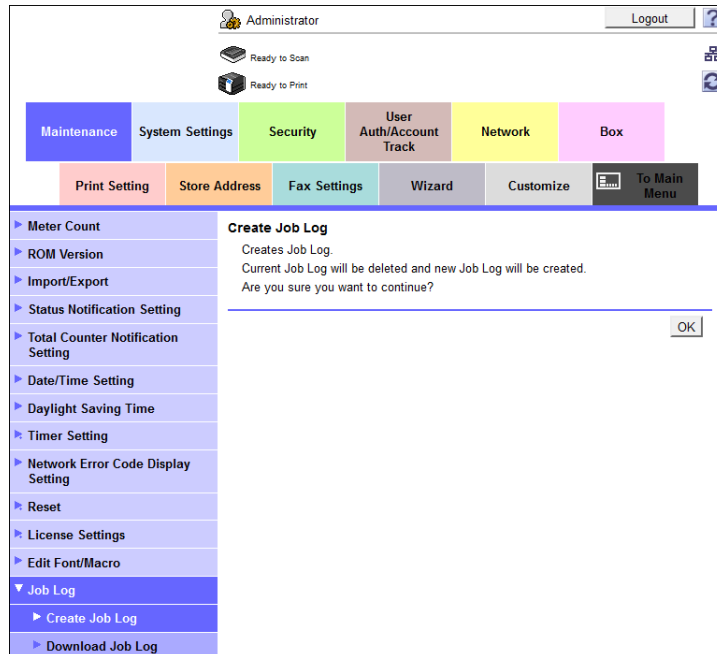 Administrator
Logout
?
Ready to Scan
Ready to Print
Maintenance
System Settings
Security
User
Auth/Account
Track
Network
Box
Print Setting
Store Address
Fax Settings
Wizard
Customize
To Main
Menu
Meter Count
ROM Version
Import/Export
Status Notification Setting
Total Counter Notification
Setting
Date/Time Setting
Daylight Saving Time
Timer Setting
Network Error Code Display
Setting
Reset
License Settings
Edit Font/Macro
Job Log
Create Job Log
Download Job Log
Create Job Log
Creates Job Log.
Current Job Log will be deleted and new Job Log will be created.
Are you sure you want to continue?
OK